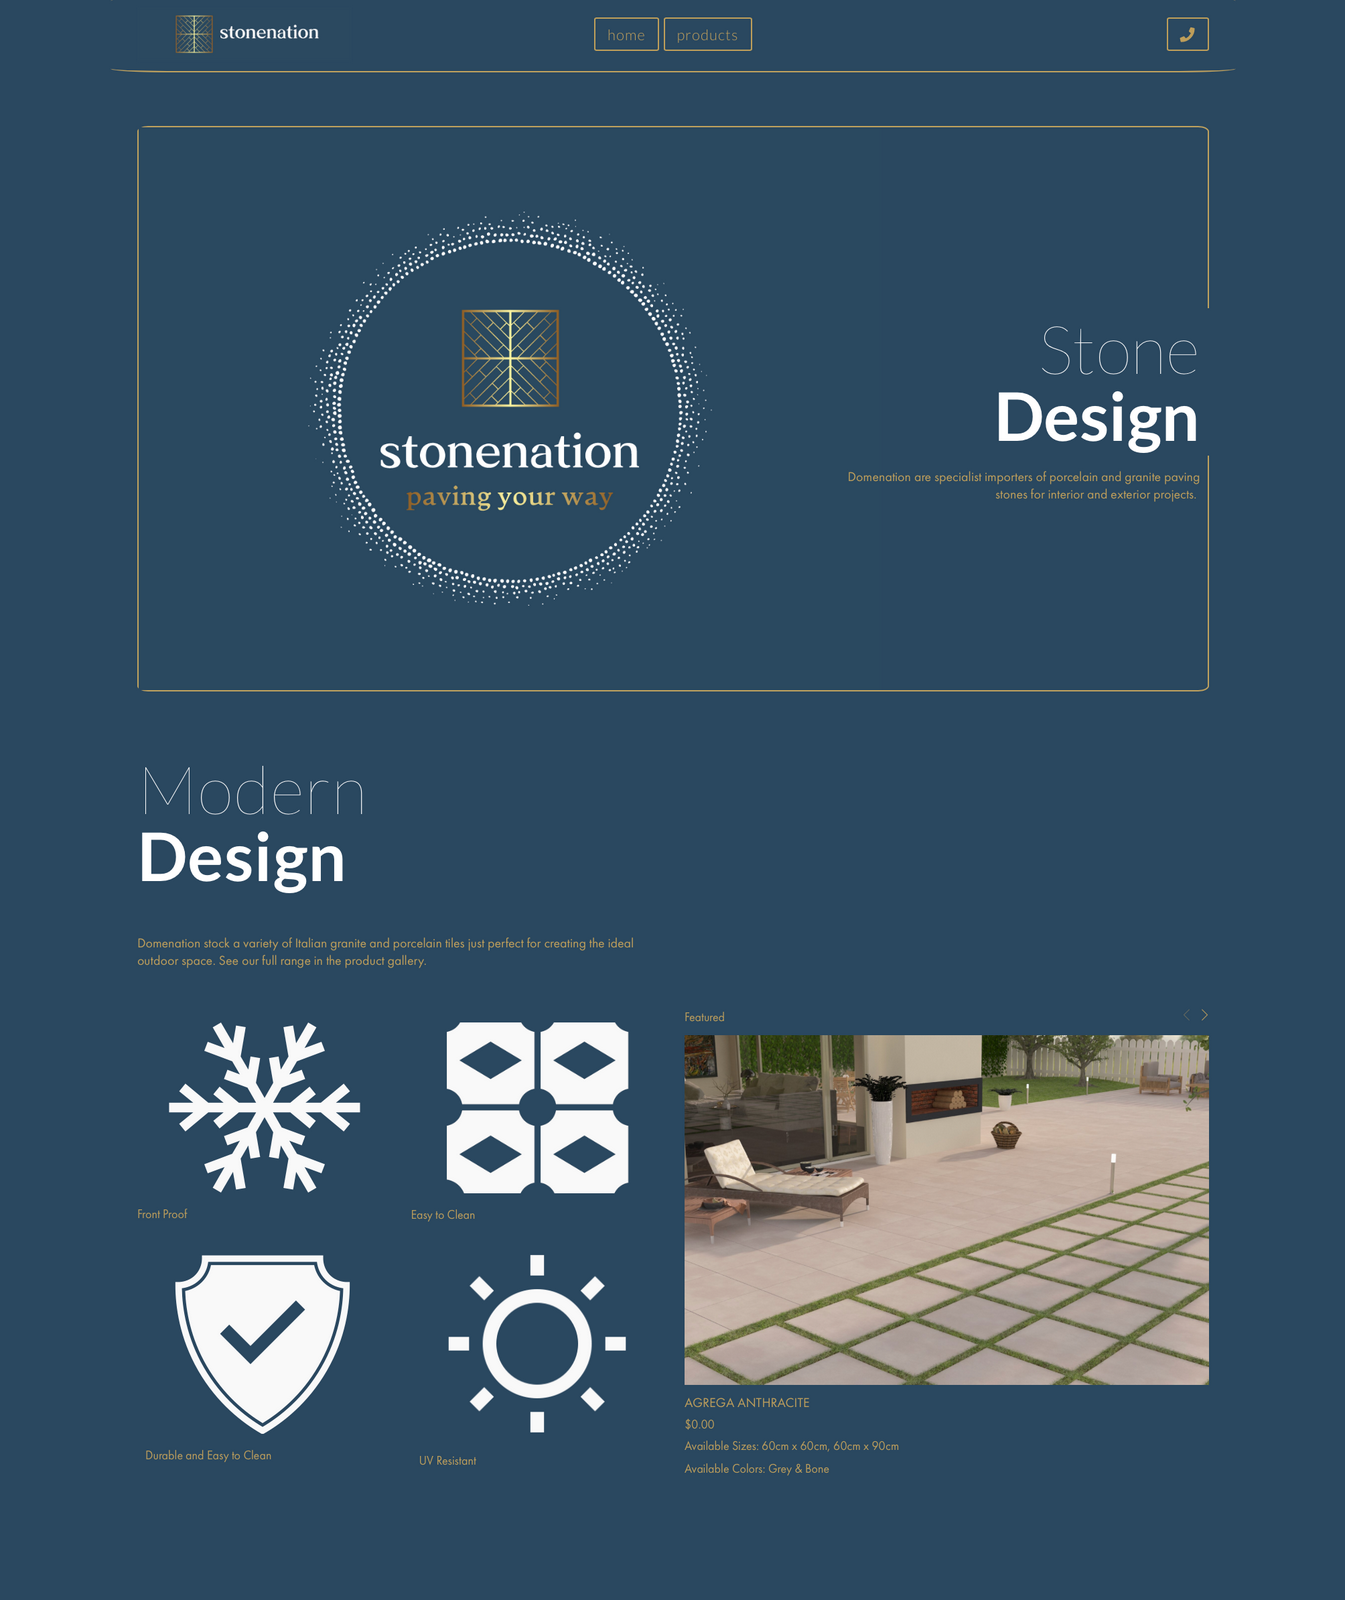 stonenation
home
products
stonenation
paving your way
Stone
Design
Domenation are specialist importers of porcelain and granite paving
stones for interior and exterior projects.
Modern
Design
Domenation stock a variety of Italian granite and porcelain tiles just perfect for creating the ideal
outdoor space. See our full range in the product gallery.
Front Proof
Easy to Clean
Durable and Easy to Clean
UV Resistant
Featured
AGREGA ANTHRACITE
$0.00
Available Sizes: 60cm x 60cm, 60cm x 90cm
Available Colors: Grey & Bone